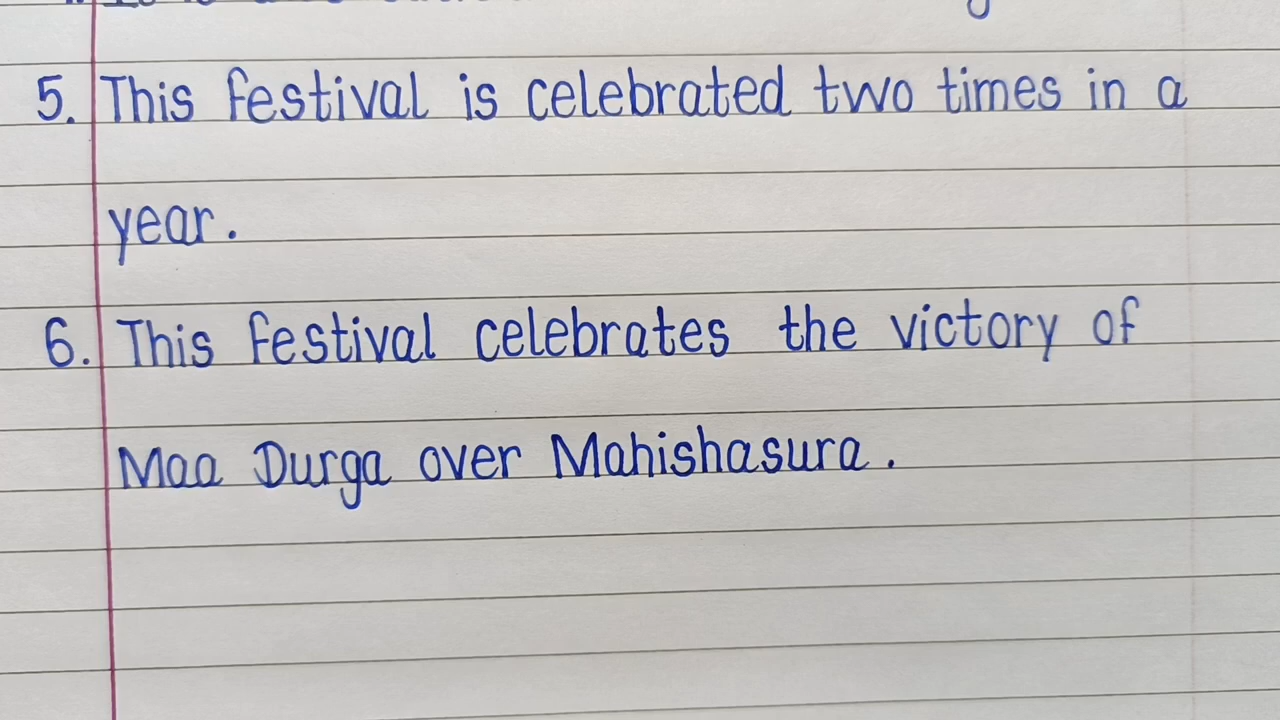 5. This festival is celebrated two times in a
year.
6. This festival celebrates the victory of
Maa Durga over Mahishasura.